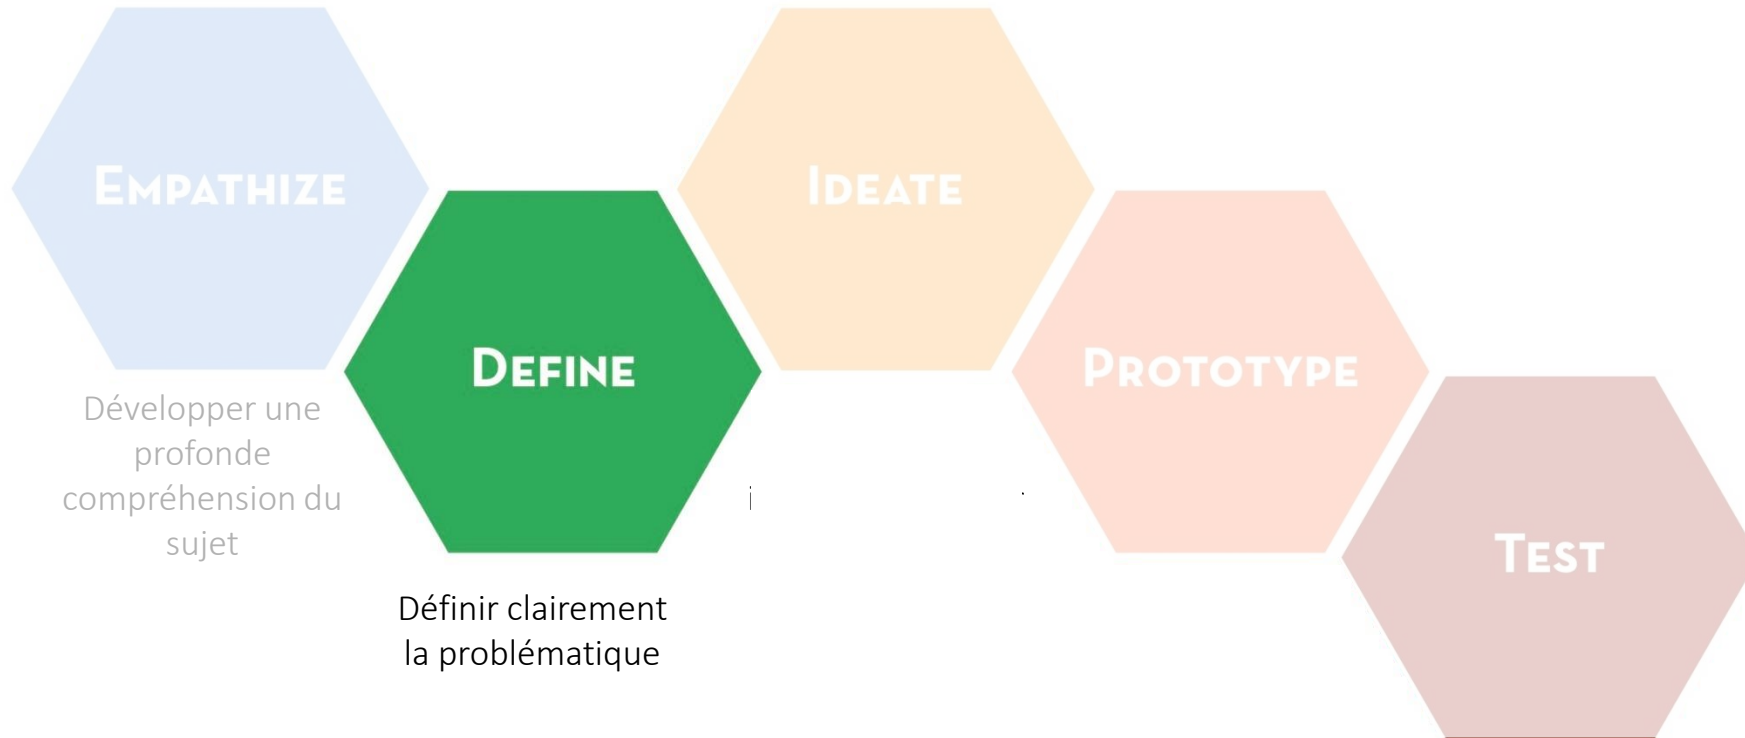 EMPATHIZE
Développer une
profonde
compréhension du
sujet
DEFINE
Définir clairement
la problématique
IDEATE
PROTOTYPE
TEST